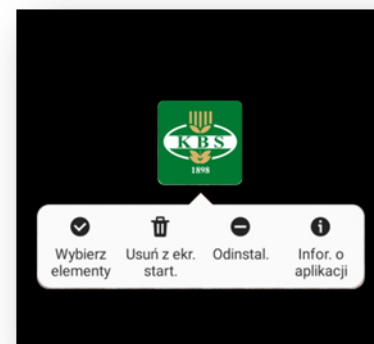 KBS
1898
Wybierz elementy
Usuń z ekr. start.
Odinstal.
Infor. o aplikacji